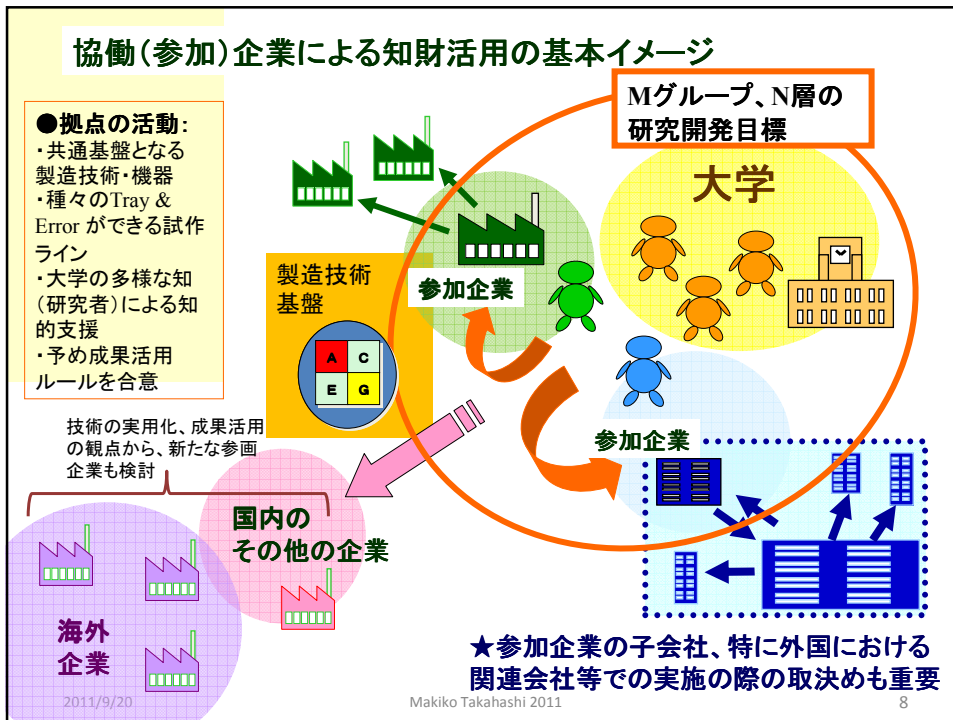 協働(参加)企業による知財活用の基本イメージ
Mグループ、N層の
研究開発目標
●拠点の活動:
・共通基盤となる
製造技術・機器
・種々のTray &
Error ができる試作
ライン
・大学の多様な知
(研究者)による知
的支援
・予め成果活用
ルールを合意
大学
製造技術
基盤
A C
E G
参加企業
参加企業
技術の実用化、成果活用
の観点から、新たな参画
企業も検討
国内の
その他の企業
海外
企業
★参加企業の子会社、特に外国における
関連会社等での実施の際の取決めも重要
2011/9/20
Makiko Takahashi 2011
8